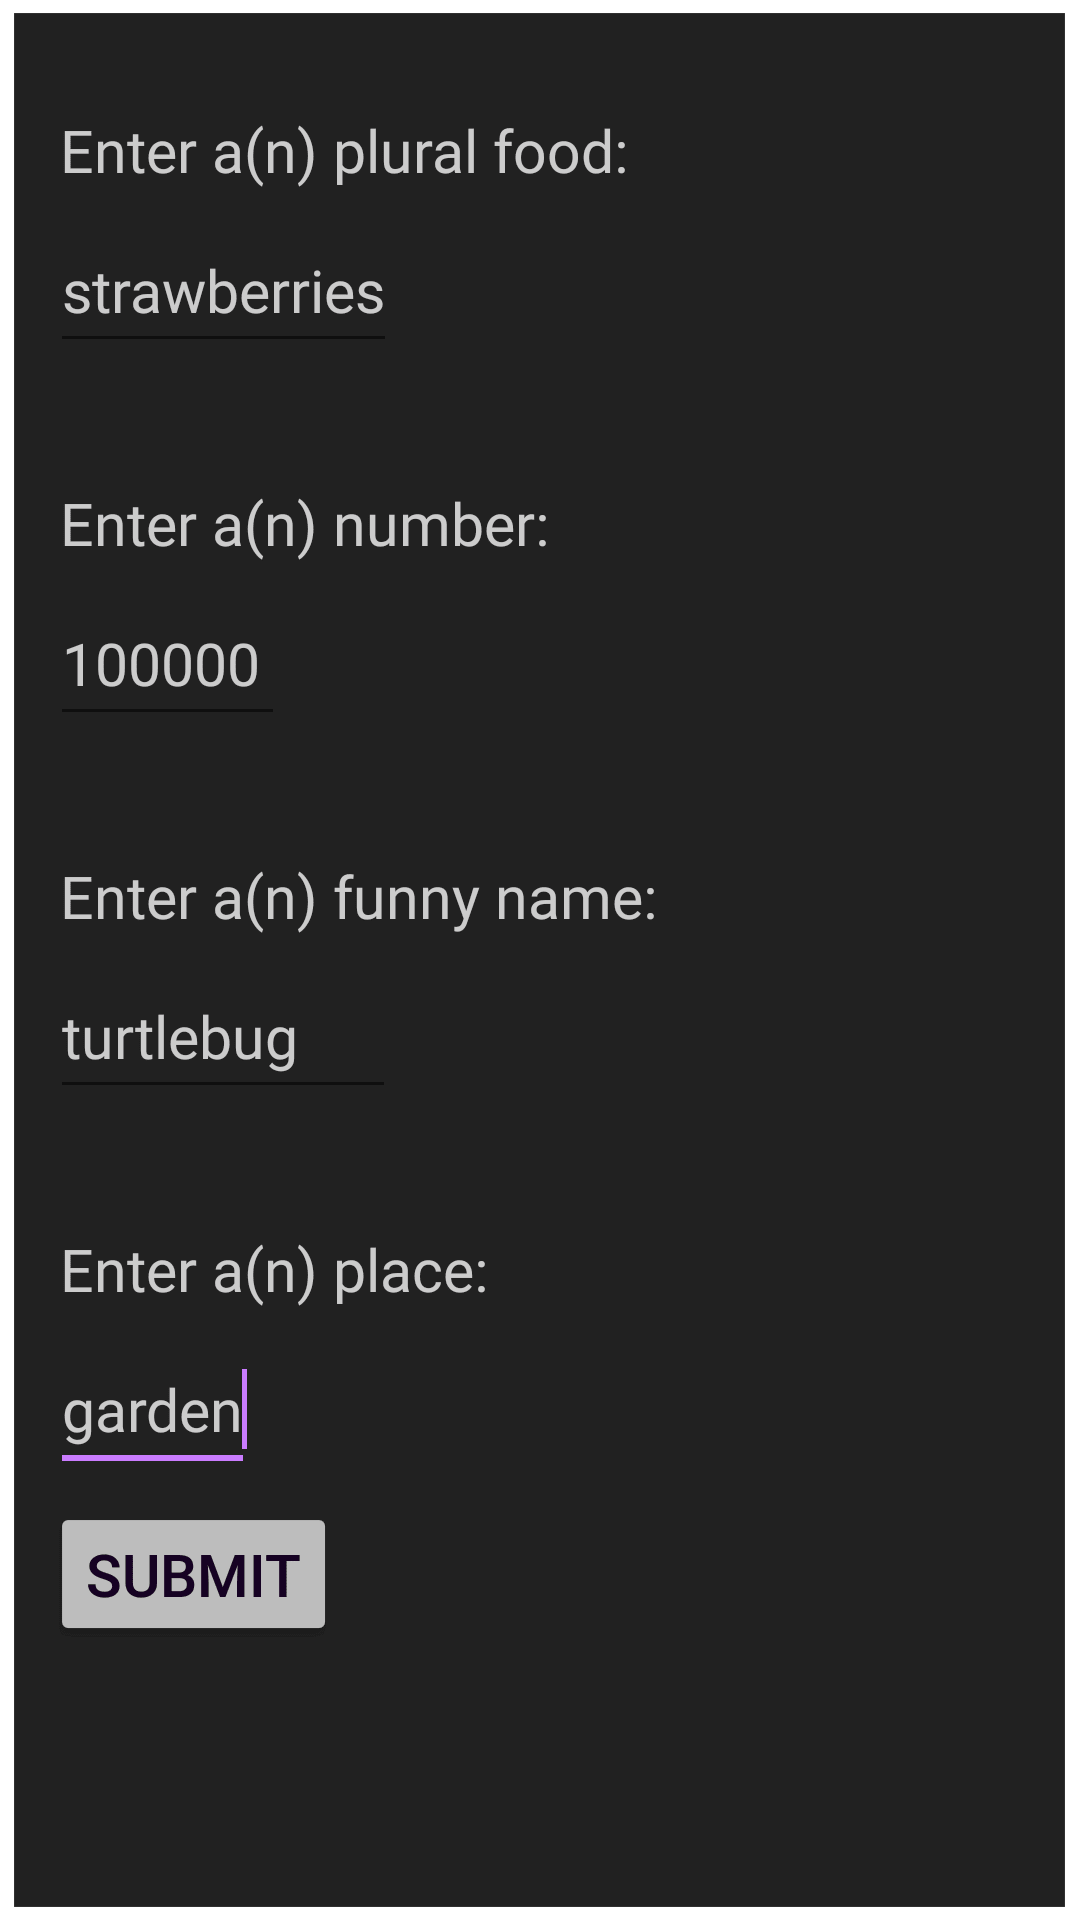 Enter a(n) plural food:
strawberries
Enter a(n) number:
100000
Enter a(n) funny name:
turtlebug
Enter a(n) place:
garden
SUBMIT